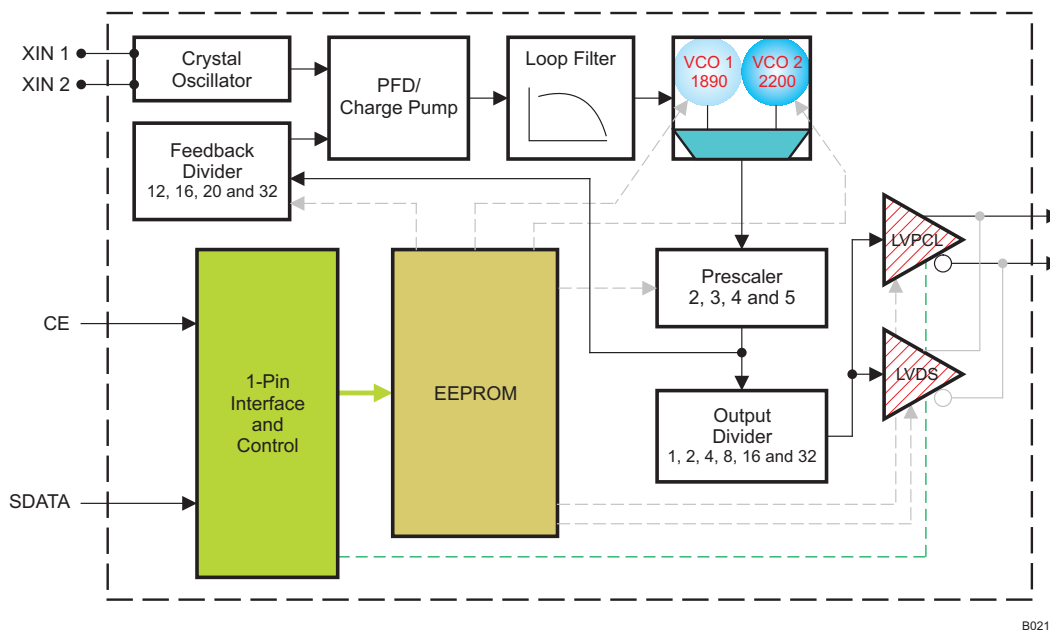 XIN 1
XIN 2
Crystal
Oscillator
PFD/
Charge Pump
Loop Filter
VCO 1
1890
VCO 2
2200
Feedback
Divider
12, 16, 20 and 32
LVPCL
Prescaler
2, 3, 4 and 5
CE
1-Pin
Interface
and
Control
EEPROM
LVDS
Output
Divider
1, 2, 4, 8, 16 and 32
SDATA
B021